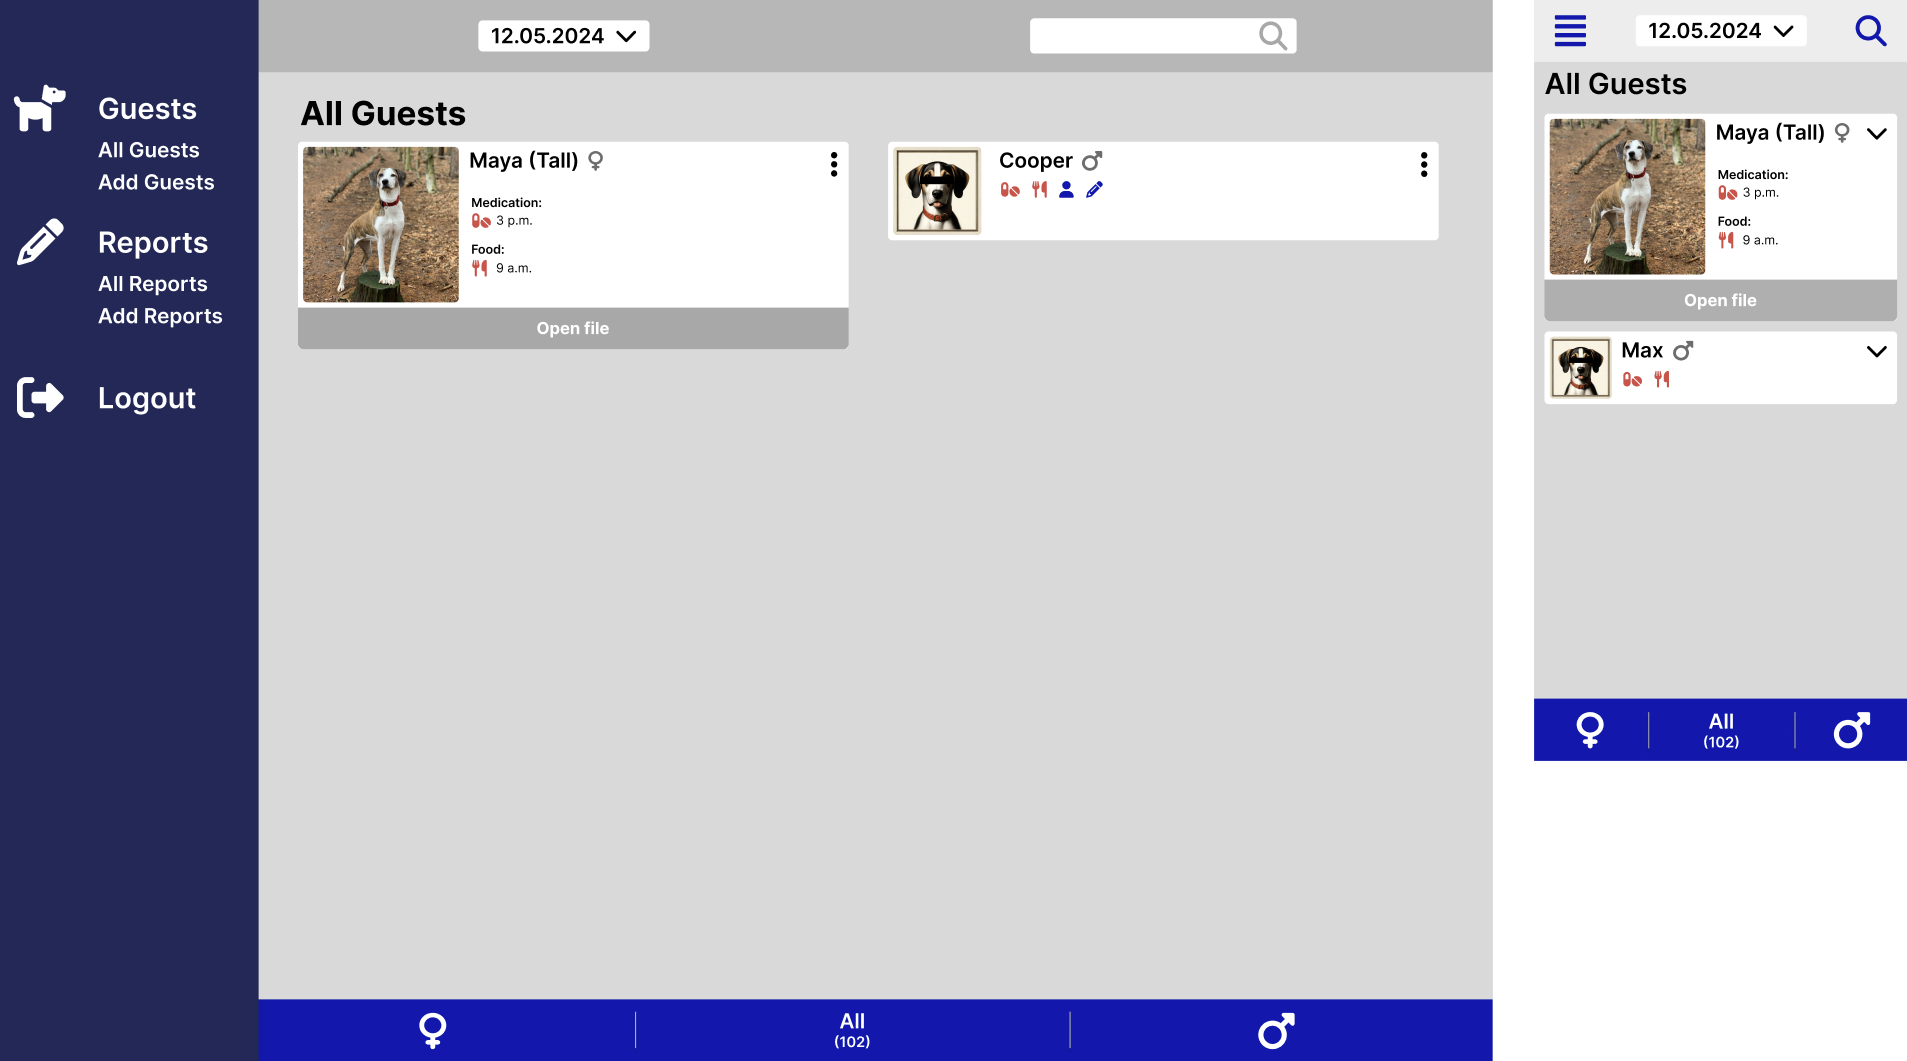 Guests
All Guests
Add Guests
Reports
All Reports
Add Reports
Logout
12.05.2024
All Guests
Maya (Tall)
Medication:
3 p.m.
Food:
9 a.m.
Open file
Cooper
All
(102)
12.05.2024
All Guests
Maya (Tall)
Medication:
3 p.m.
Food:
9 a.m.
Open file
Max
All
(102)